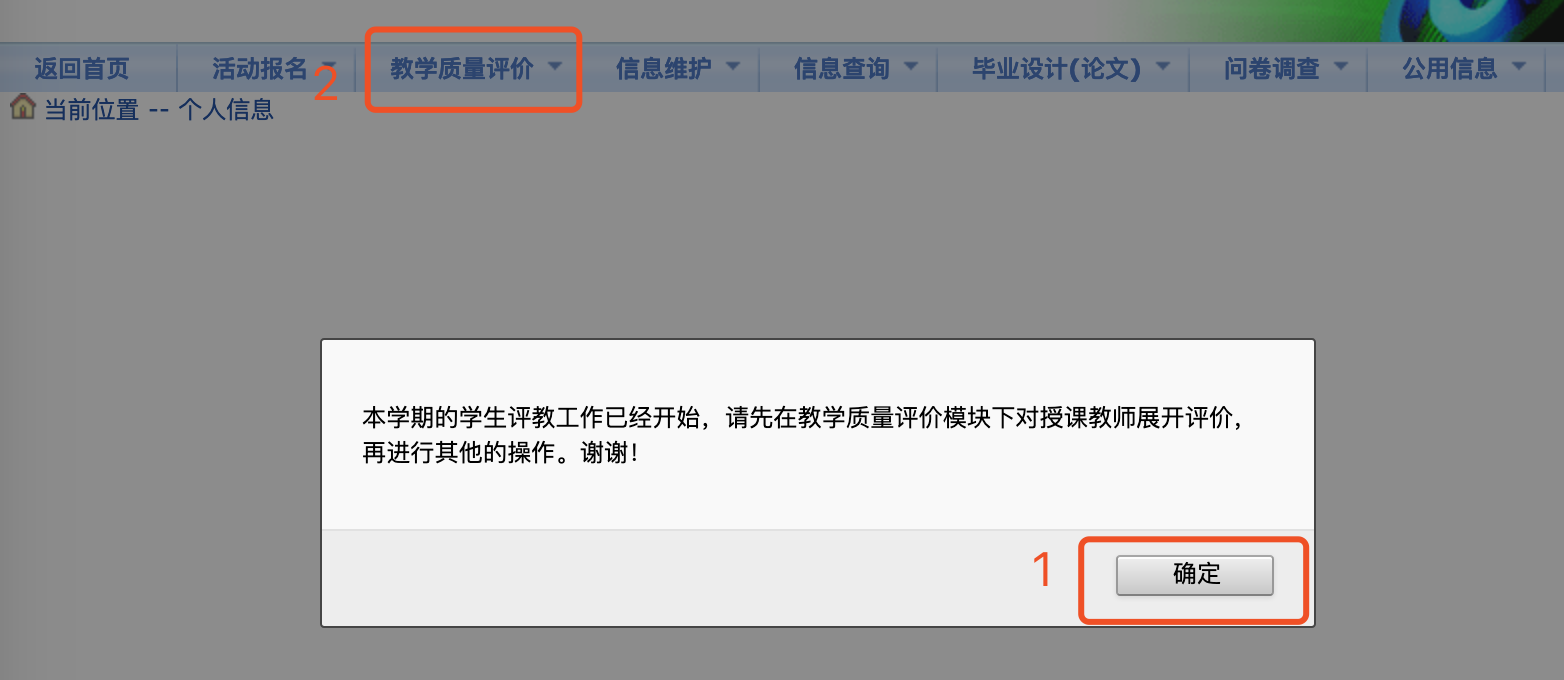 返回首页 活动报名 教学质量评价 信息维护 信息查询 毕业设计(论文) 问卷调查 公用信息
2
当前位置 -- 个人信息
本学期的学生评教工作已经开始，请先在教学质量评价模块下对授课教师展开评价，
再进行其他的操作。谢谢！
1 确定